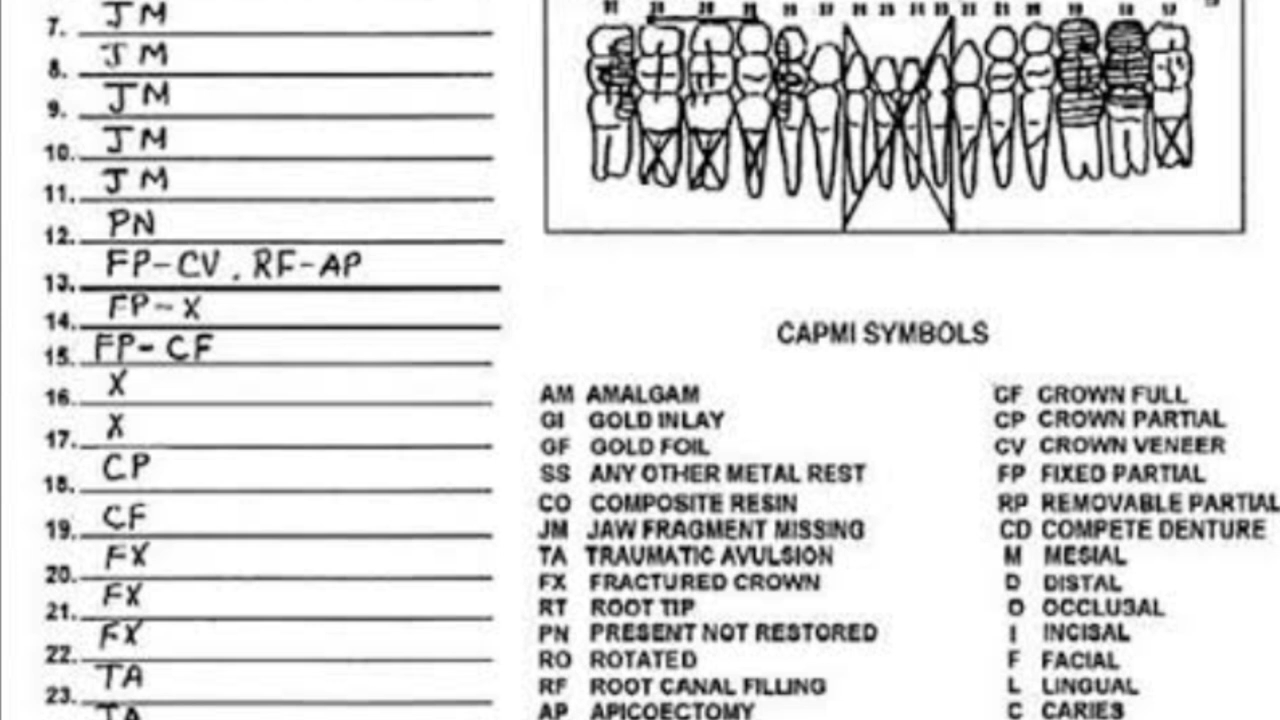 7. JM
8. JM
9. JM
10. JM
11. JM
12. PN
13. FP-CV. RF-AP
14. FP-X
15. FP-CF
16. X
17. X
18. CP
19. CF
20. FX
21. FX
22. FX
23. TA
TA
CAPMI SYMBOLS
AM AMALGAM
GI GOLD INLAY
GF GOLD FOIL
SS ANY OTHER METAL REST
CO COMPOSITE RESIN
JM JAW FRAGMENT MISSING
TA TRAUMATIC AVULSION
FX FRACTURED CROWN
RT ROOT TIP
PN PRESENT NOT RESTORED
RO ROTATED
RF ROOT CANAL FILLING
AP APICOECTOMY
CF CROWN FULL
CP CROWN PARTIAL
CV CROWN VENEER
FP FIXED PARTIAL
RP REMOVABLE PARTIAL
CD COMPETE DENTURE
M MESIAL
D DISTAL
O OCCLUSAL
I INCISAL
F FACIAL
L LINGUAL
C CARIES